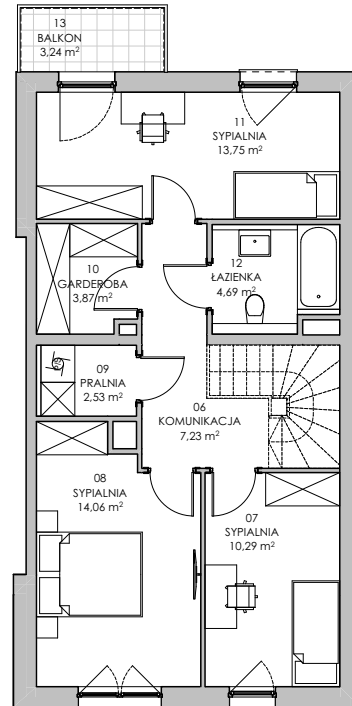 13
BALKON
3,24 m²
11
SYPIALNIA
13,75 m²
10
GARDEROBA
3,87 m²
12
ŁAZIENKA
4,69 m²
09
PRALNIA
2,53 m²
06
KOMUNIKACJA
7,23 m²
08
SYPIALNIA
14,06 m²
07
SYPIALNIA
10,29 m²